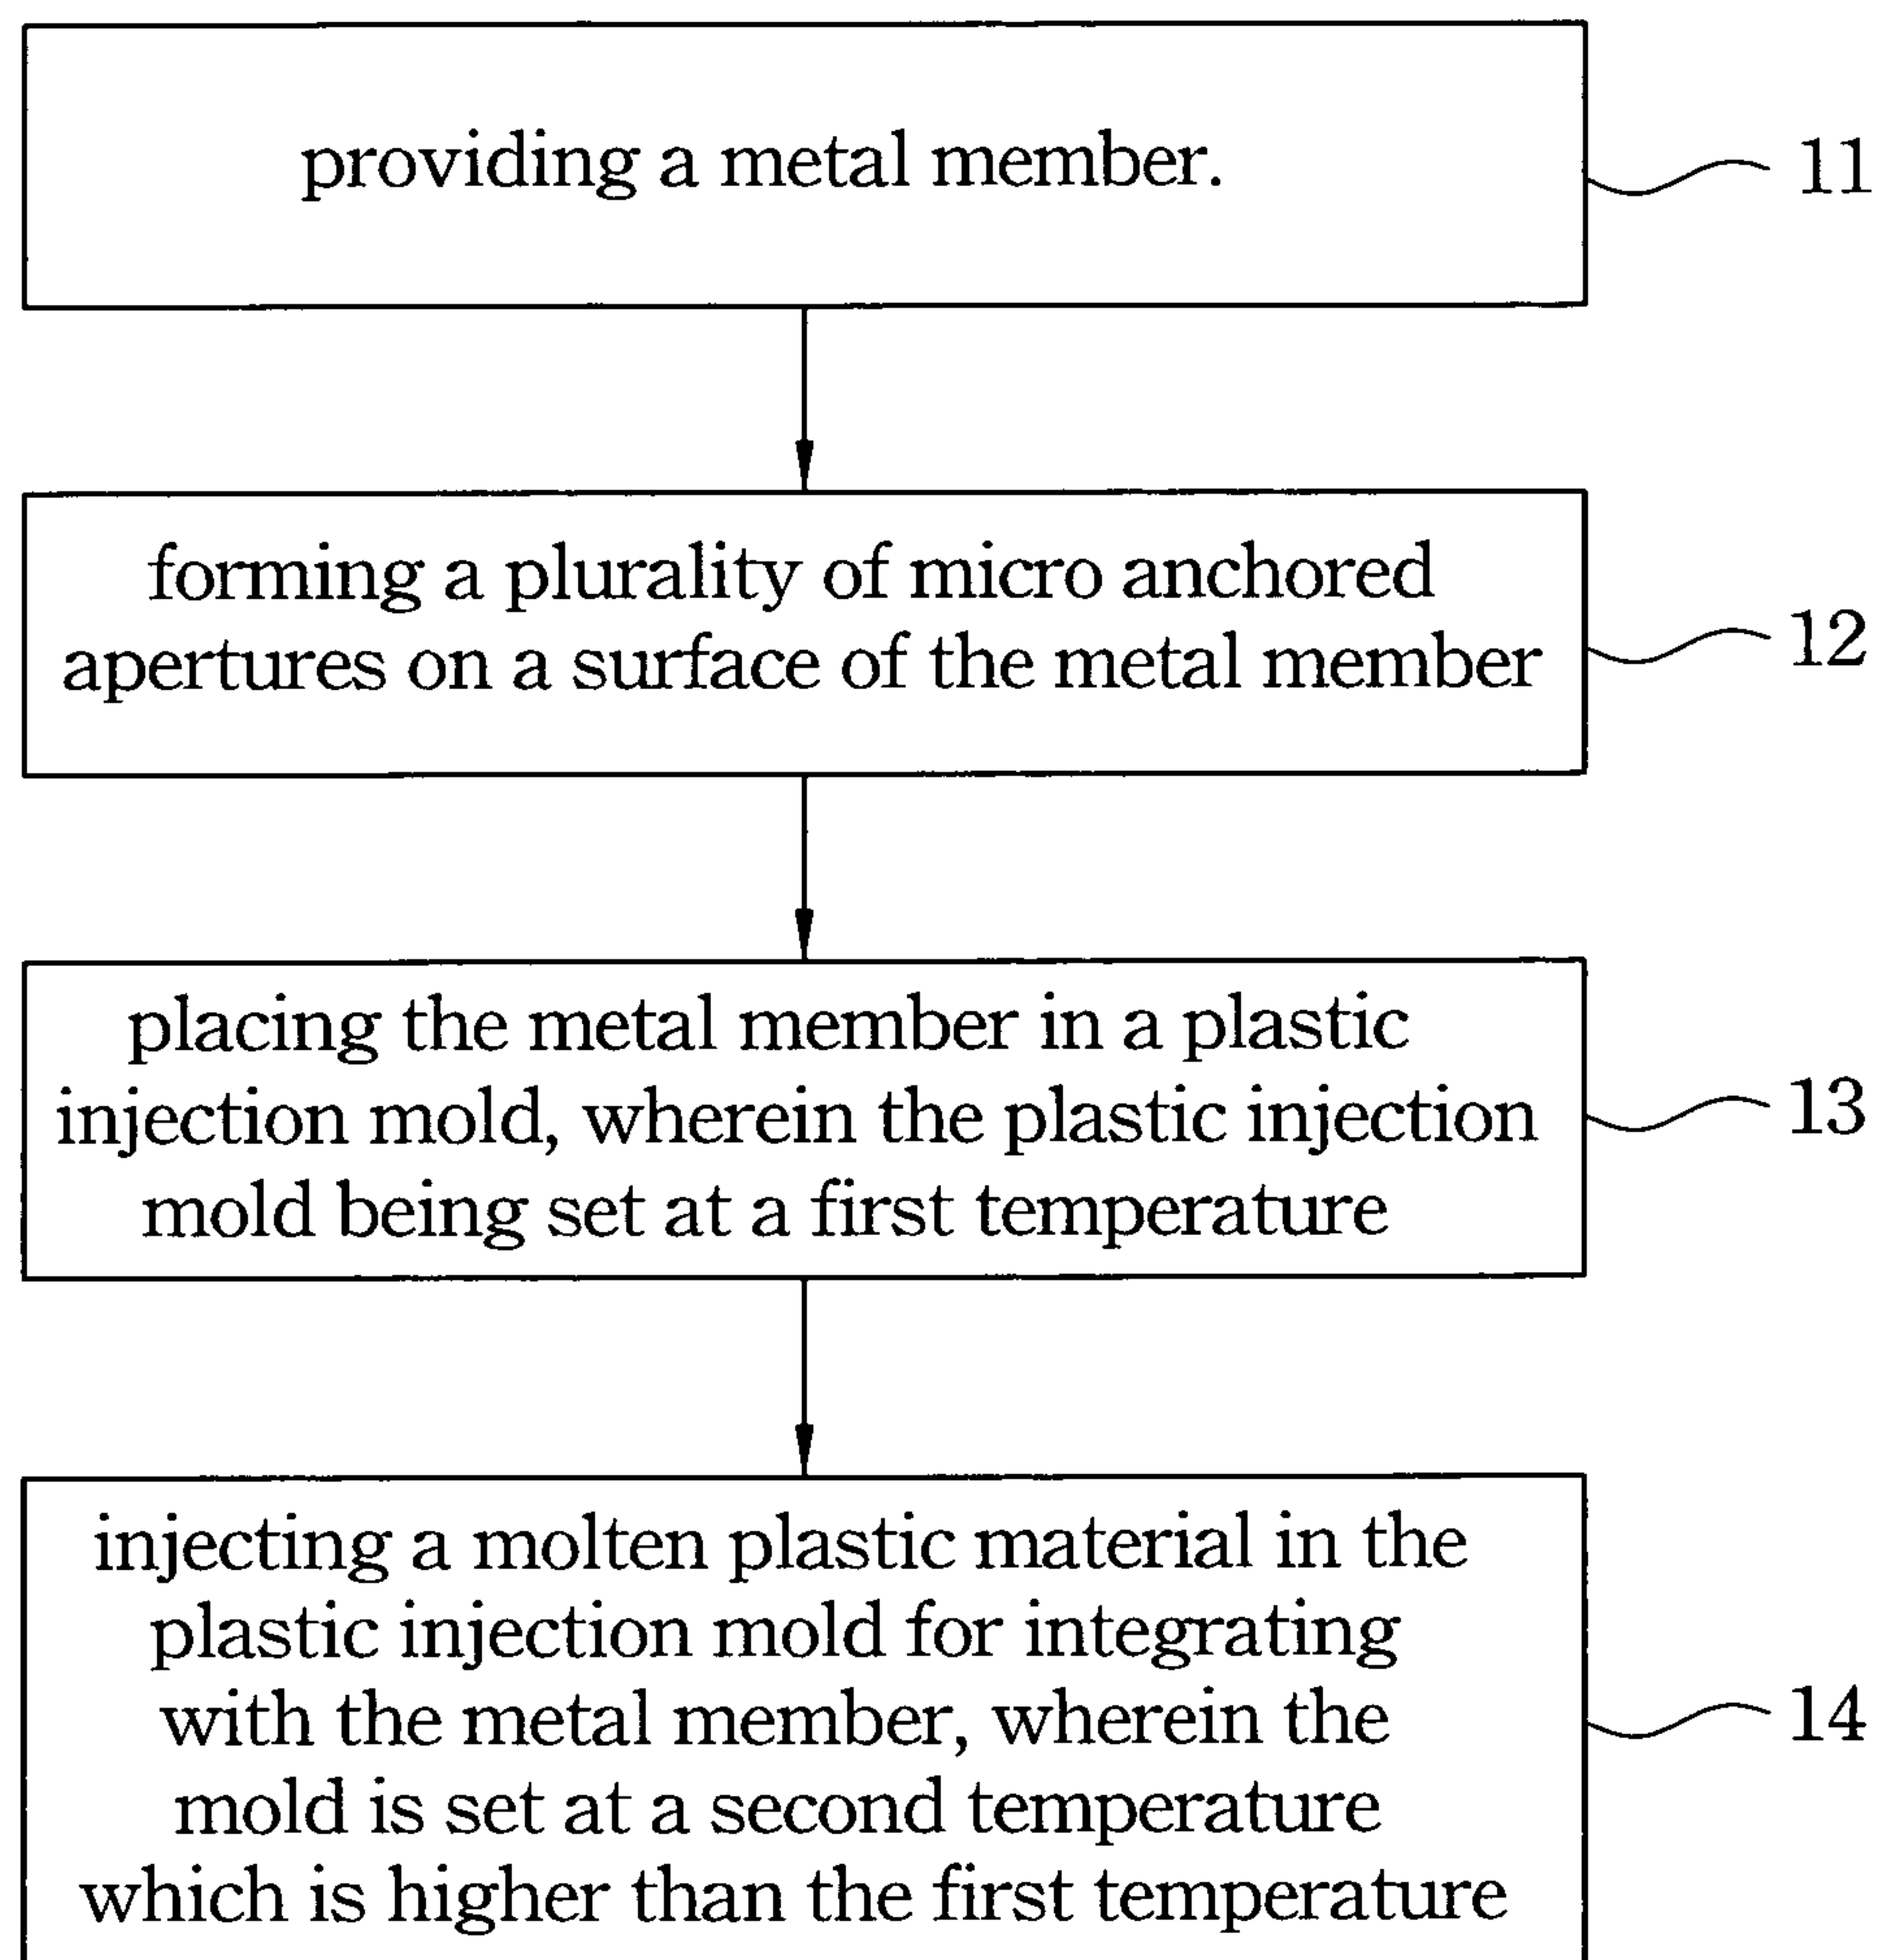 providing a metal member.
11
forming a plurality of micro anchored
apertures on a surface of the metal member
12
placing the metal member in a plastic
injection mold, wherein the plastic injection
mold being set at a first temperature
13
injecting a molten plastic material in the
plastic injection mold for integrating
with the metal member, wherein the
mold is set at a second temperature
which is higher than the first temperature
14